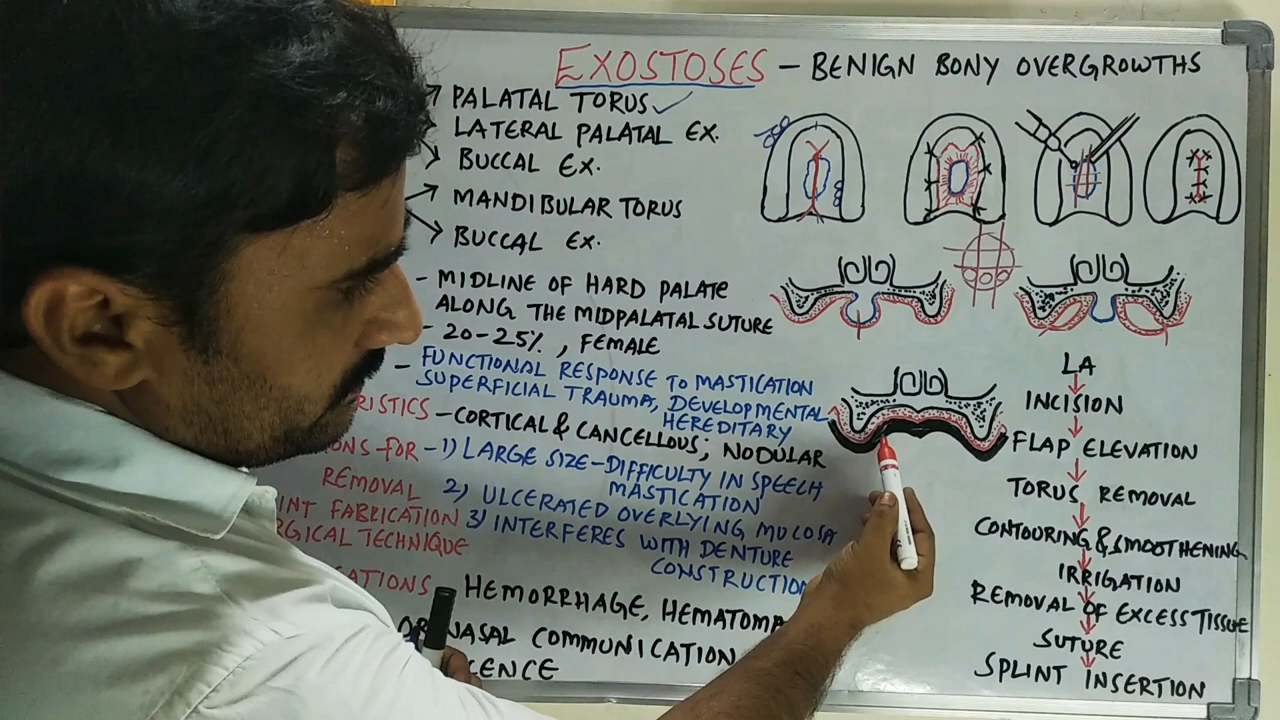 EXOSTOSES - BENIGN BONY OVERGROWTHS
PALATAL TORUS
LATERAL PALATAL EX.
BUCCAL EX.
MANDIBULAR TORUS
BUCCAL EX.
- MIDLINE OF HARD PALATE
ALONG THE MIDPALATAL SUTURE
- 20-25%, FEMALE
- FUNCTIONAL RESPONSE TO MASTICATION
SUPERFICIAL TRAUMA, DEVELOPMENTAL
HEREDITARY
RISTICS - CORTICAL & CANCELLOUS; NODULAR
ONS FOR - 1) LARGE SIZE - DIFFICULTY IN SPEECH
MASTICATION
REMOVAL 2) ULCERATED OVERLYING MUCOSA
INT FABRICATION 3) INTERFERES WITH DENTURE
RGICAL TECHNIQUE
CONSTRUCTION
CATIONS HEMORRHAGE, HEMATOMA
NASAL COMMUNICATION
CENCE
LA
INCISION
FLAP ELEVATION
TORUS REMOVAL
CONTOURING & SMOOTHENING
IRRIGATION
REMOVAL OF EXCESS TISSUE
SUTURE
SPLINT INSERTION